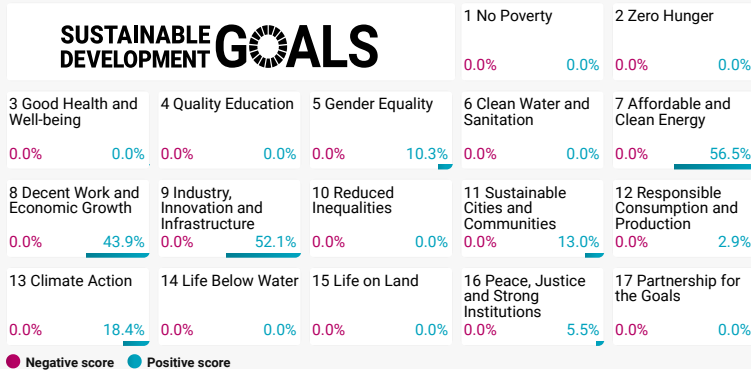 SUSTAINABLE
DEVELOPMENT
GOALS
1 No Poverty
0.0% 0.0%
2 Zero Hunger
0.0% 0.0%
3 Good Health and
Well-being
0.0% 0.0%
4 Quality Education
0.0% 0.0%
5 Gender Equality
0.0% 10.3%
6 Clean Water and
Sanitation
0.0% 0.0%
7 Affordable and
Clean Energy
0.0% 56.5%
8 Decent Work and
Economic Growth
0.0% 43.9%
9 Industry,
Innovation and
Infrastructure
0.0% 52.1%
10 Reduced
Inequalities
0.0% 0.0%
11 Sustainable
Cities and
Communities
0.0% 13.0%
12 Responsible
Consumption and
Production
0.0% 2.9%
13 Climate Action
0.0% 18.4%
14 Life Below Water
0.0% 0.0%
15 Life on Land
0.0% 0.0%
16 Peace, Justice
and Strong
Institutions
0.0% 5.5%
17 Partnership for
the Goals
0.0% 0.0%
Negative score Positive score